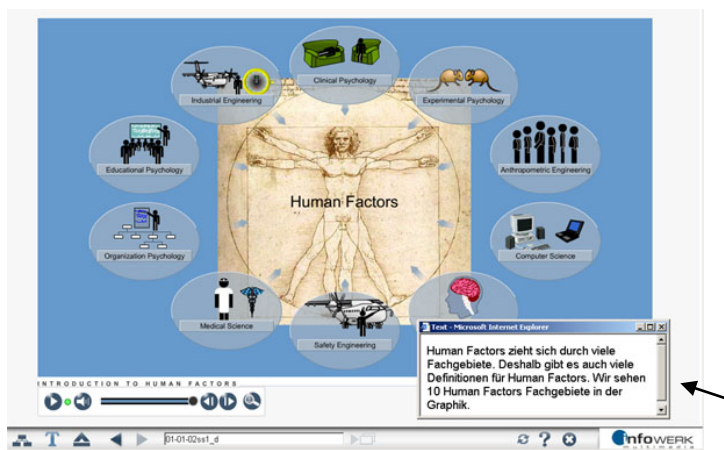 Clinical Psychology
Industrial Engineering
Experimental Psychology
Educational Psychology
Anthropometric Engineering
Human Factors
Organization Psychology
Computer Science
Medical Science
Safety Engineering
Text - Microsoft Internet Explorer
Human Factors zieht sich durch viele
Fachgebiete. Deshalb gibt es auch viele
Definitionen für Human Factors. Wir sehen
10 Human Factors Fachgebiete in der
Graphik.
INTRODUCTION TO HUMAN FACTORS
T
01-01-02ss1_d
?
infowerk
multimedia